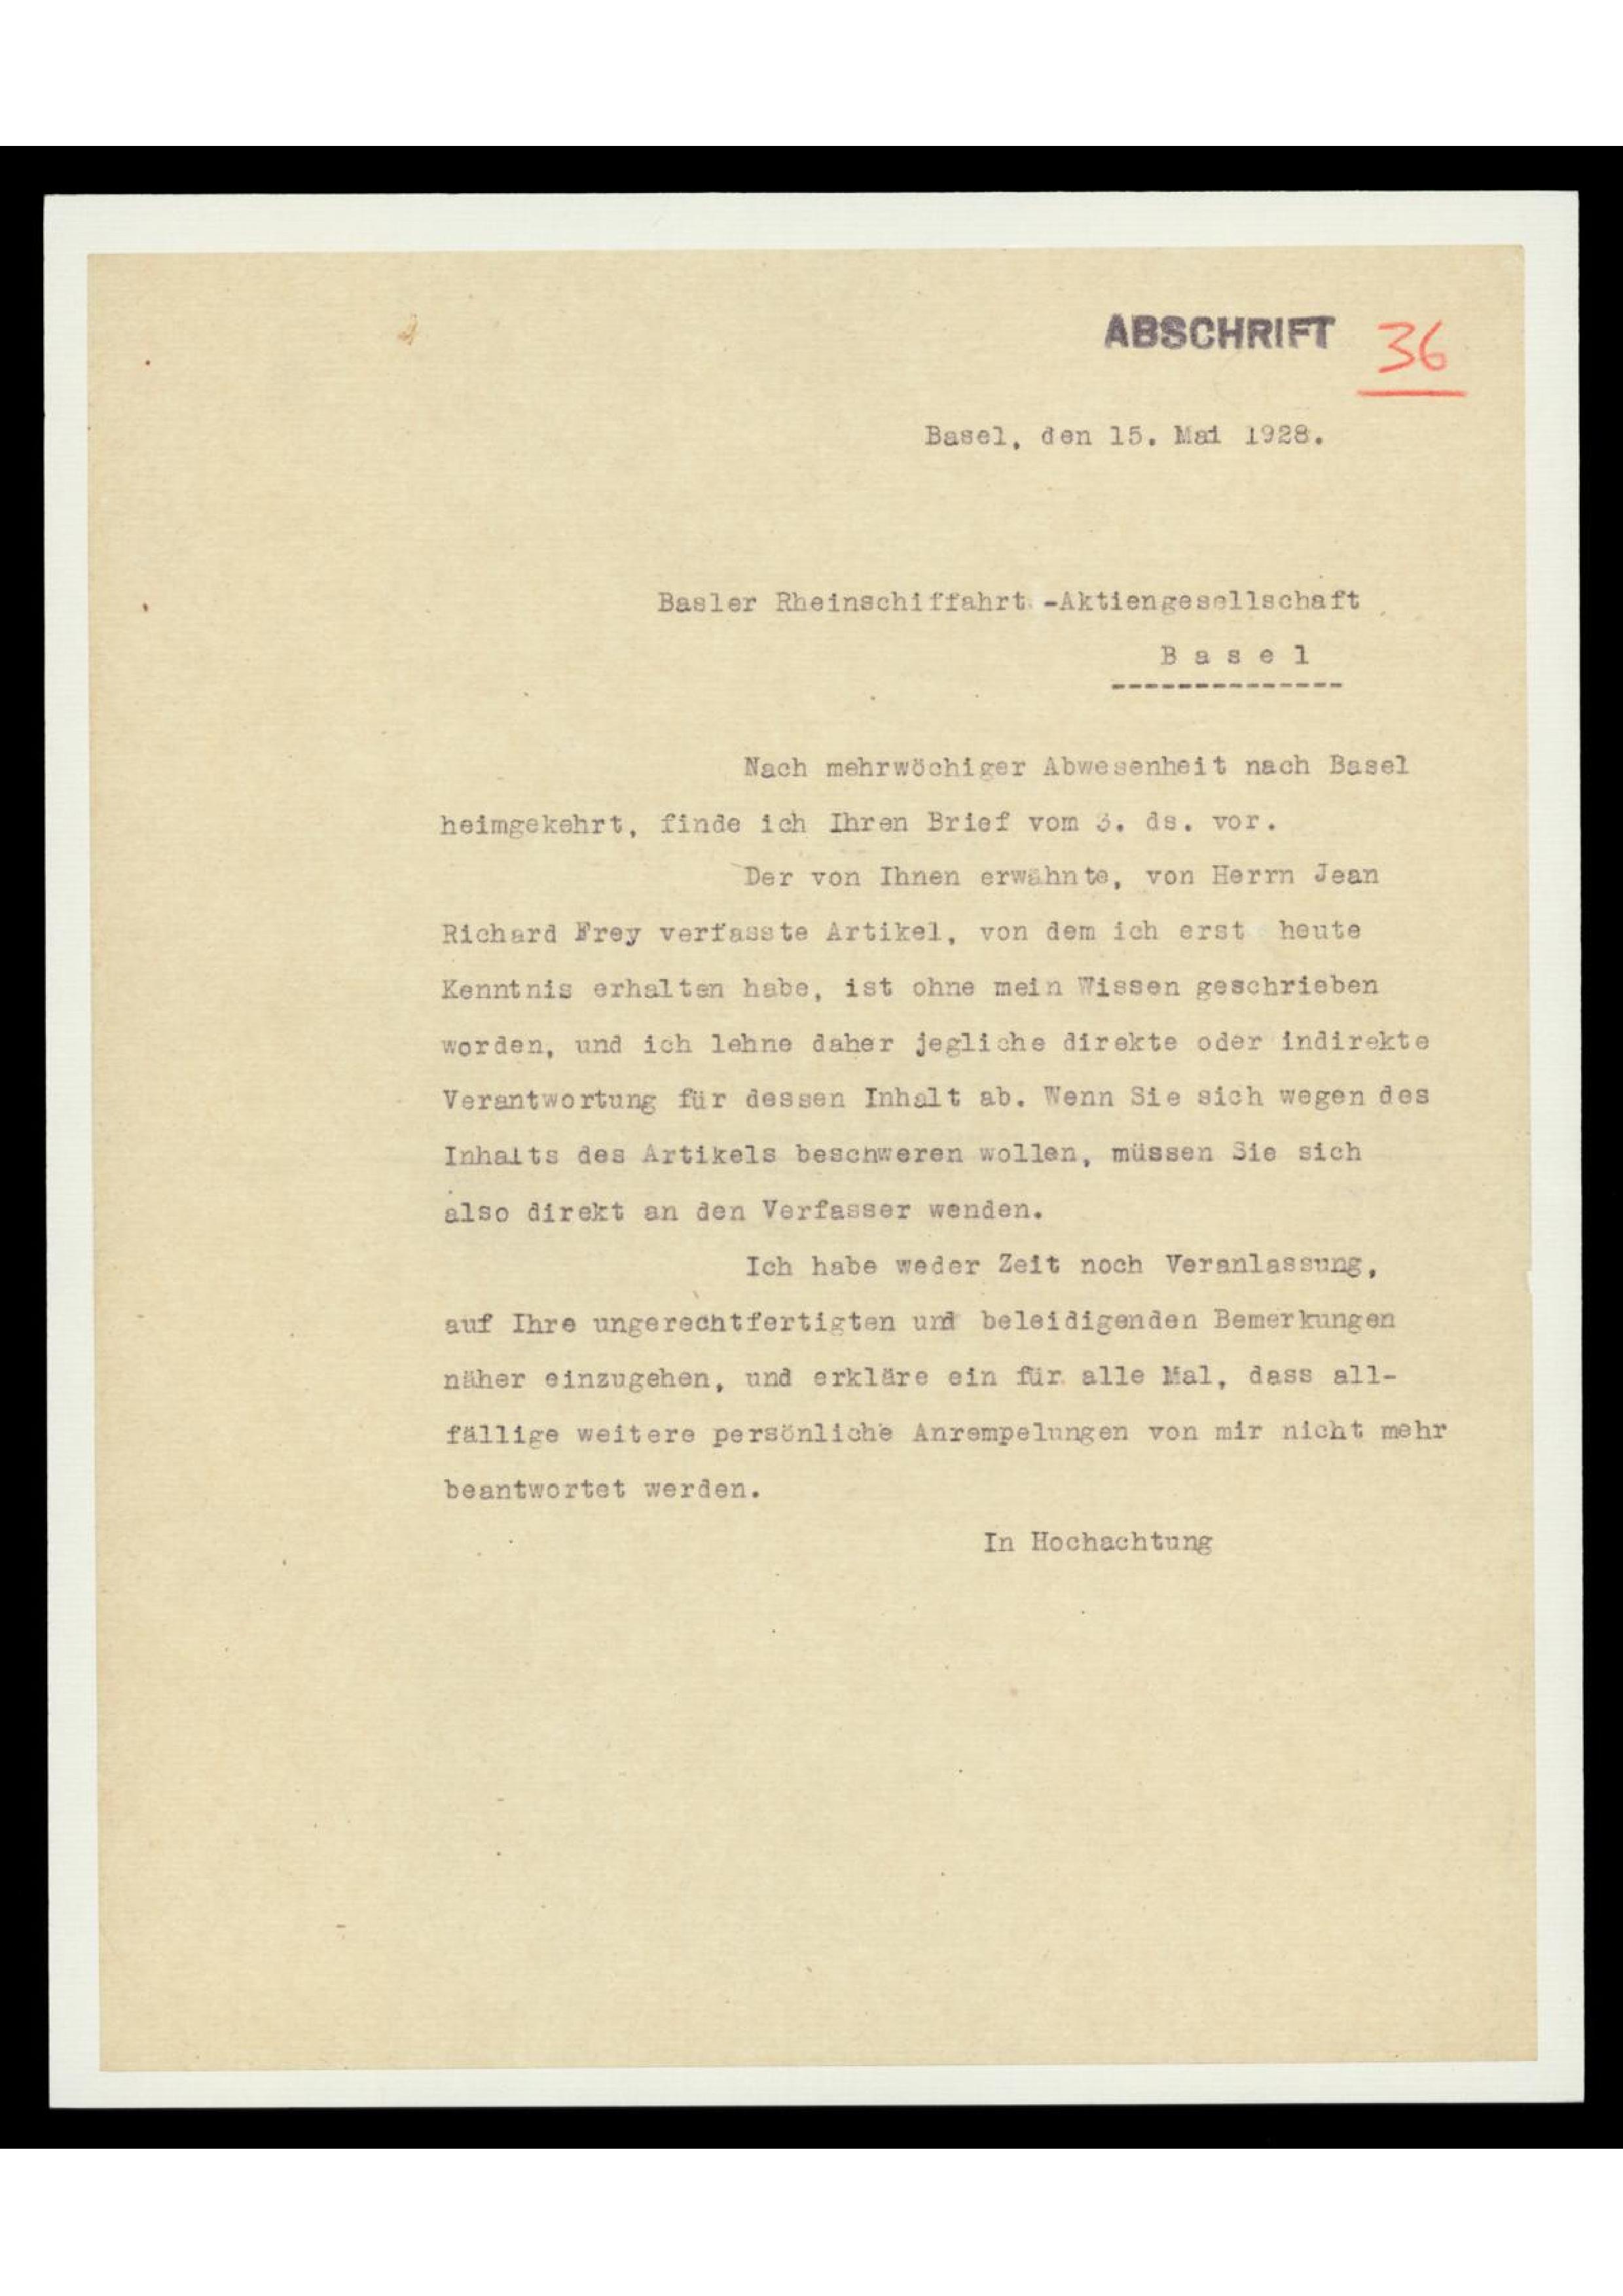 ABSCHRIFT 36
Basel, den 15. Mai 1928.
Basler Rheinschiffahrt -Aktiengesellschaft
B a s e l
--------------
Nach mehrwöchiger Abwesenheit nach Basel
heimgekehrt, finde ich Ihren Brief vom 3. ds. vor.
Der von Ihnen erwähnte, von Herrn Jean
Richard Frey verfasste Artikel, von dem ich erst heute
Kenntnis erhalten habe, ist ohne mein Wissen geschrieben
worden, und ich lehne daher jegliche direkte oder indirekte
Verantwortung für dessen Inhalt ab. Wenn Sie sich wegen des
Inhalts des Artikels beschweren wollen, müssen Sie sich
also direkt an den Verfasser wenden.
Ich habe weder Zeit noch Veranlassung,
auf Ihre ungerechtfertigten und beleidigenden Bemerkungen
näher einzugehen, und erkläre ein für alle Mal, dass all-
fällige weitere persönliche Anrempelungen von mir nicht mehr
beantwortet werden.
In Hochachtung